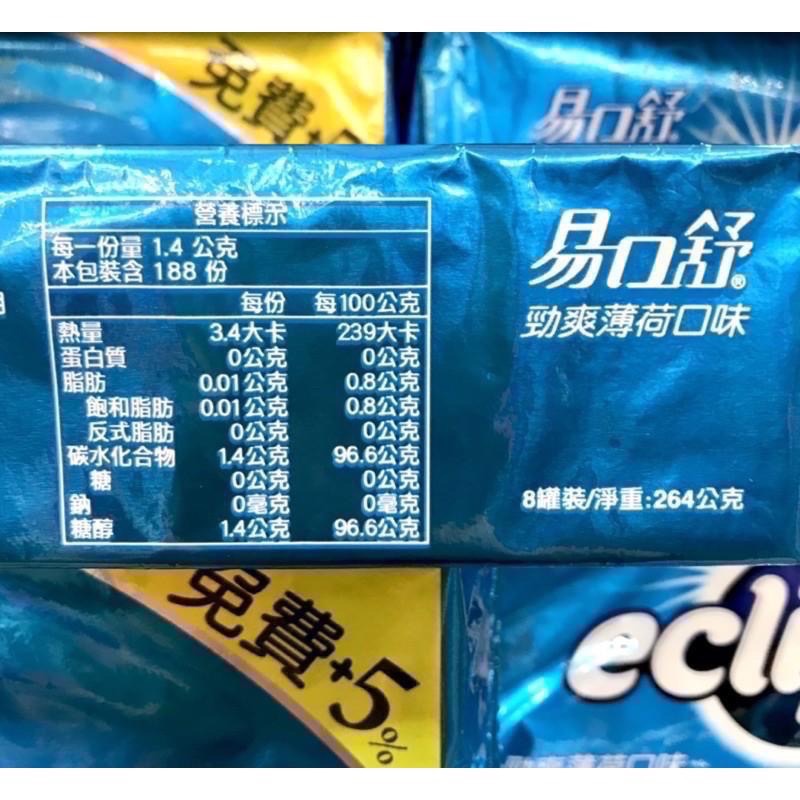 免費+5
易口舒
營養標示
每一份量 1.4 公克
本包裝含 188 份
每份 每100公克
熱量 3.4大卡 239大卡
蛋白質 0公克 0公克
脂肪 0.01公克 0.8公克
飽和脂肪 0.01公克 0.8公克
反式脂肪 0公克 0公克
碳水化合物 1.4公克 96.6公克
糖 0公克 0公克
鈉 0毫克 0毫克
糖醇 1.4公克 96.6公克
易口舒®
勁爽薄荷口味
8罐裝/淨重:264公克
免費+5%
ecli
勁爽薄荷口味